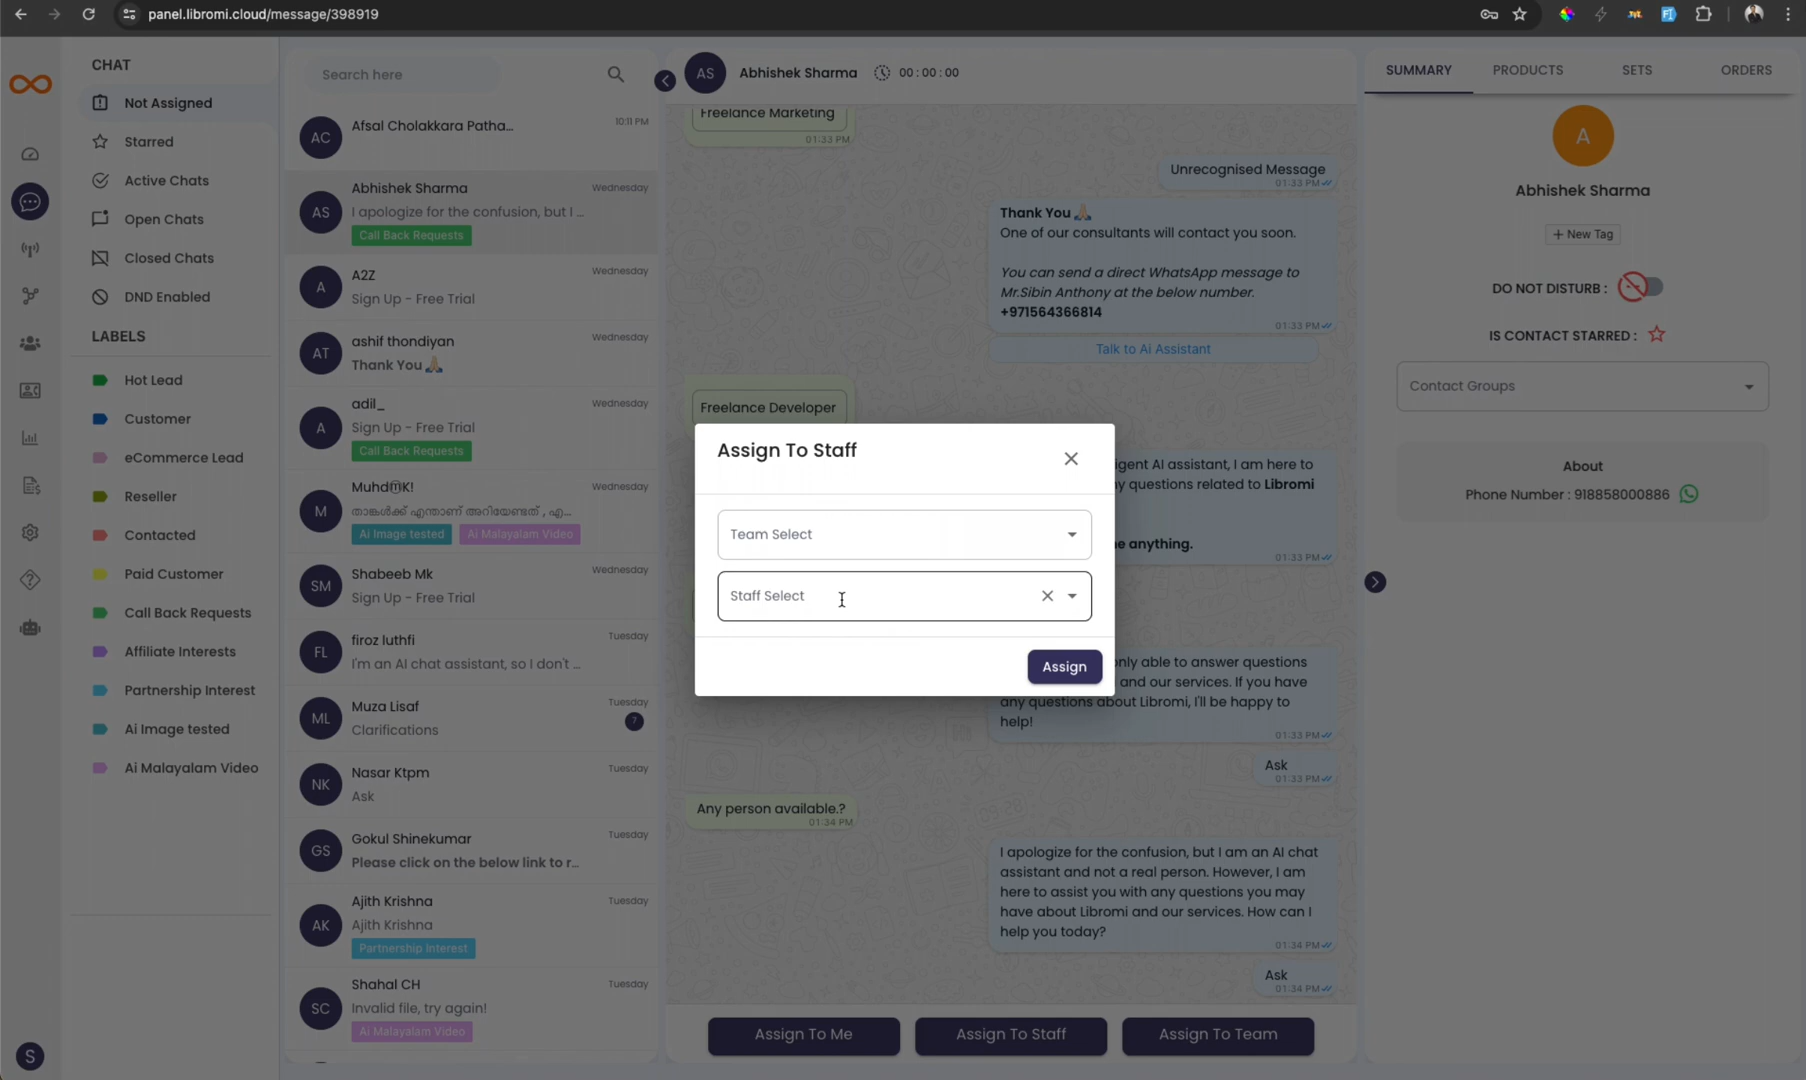 panel.libromi.cloud/message/398919
CHAT
Not Assigned
Starred
Active Chats
Open Chats
Closed Chats
DND Enabled
LABELS
Hot Lead
Customer
eCommerce Lead
Reseller
Contacted
Paid Customer
Call Back Requests
Affiliate Interests
Partnership Interest
Ai Image tested
Ai Malayalam Video
S
Search here
AC
Afsal Cholakkara Patha...
10:11 PM
AS
Abhishek Sharma
Wednesday
I apologize for the confusion, but I ...
Call Back Requests
A
A2Z
Wednesday
Sign Up - Free Trial
AT
ashif thondiyan
Wednesday
Thank You🙏🏼
A
adil_
Wednesday
Sign Up - Free Trial
Call Back Requests
M
Wednesday
താങ്കൾക്ക് എന്താണ് അറിയേണ്ടത് , എ...
Ai Image tested
Ai Malayalam Video
SM
Shabeeb Mk
Wednesday
Sign Up - Free Trial
FL
firoz luthfi
Tuesday
I'm an AI chat assistant, so I don't ...
ML
Muza Lisaf
Tuesday
Clarifications
7
NK
Nasar Ktpm
Tuesday
Ask
GS
Gokul Shinekumar
Tuesday
Please click on the below link to r...
AK
Ajith Krishna
Tuesday
Ajith Krishna
Partnership Interest
SC
Shahal CH
Tuesday
Invalid file, try again!
Ai Malayalam Video
AS
Abhishek Sharma
00 : 00 : 00
Freelance Marketing
01:33 PM
Unrecognised Message
01:33 PM
Thank You🙏🏼
One of our consultants will contact you soon.
You can send a direct WhatsApp message to
Mr.Sibin Anthony at the below number.
+971564366814
01:33 PM
Talk to Ai Assistant
Freelance Developer
igent AI assistant, I am here to
y questions related to Libromi
e anything.
01:33 PM
Assign To Staff
Team Select
Staff Select
Assign
only able to answer questions
and our services. If you have
any questions about Libromi, I'll be happy to
help!
01:33 PM
Ask
01:33 PM
Any person available.?
01:34 PM
I apologize for the confusion, but I am an AI chat
assistant and not a real person. However, I am
here to assist you with any questions you may
have about Libromi and our services. How can I
help you today?
01:34 PM
Ask
01:34 PM
Assign To Me
Assign To Staff
Assign To Team
SUMMARY
PRODUCTS
SETS
ORDERS
A
Abhishek Sharma
+ New Tag
DO NOT DISTURB :
IS CONTACT STARRED :
Contact Groups
About
Phone Number : 918858000886